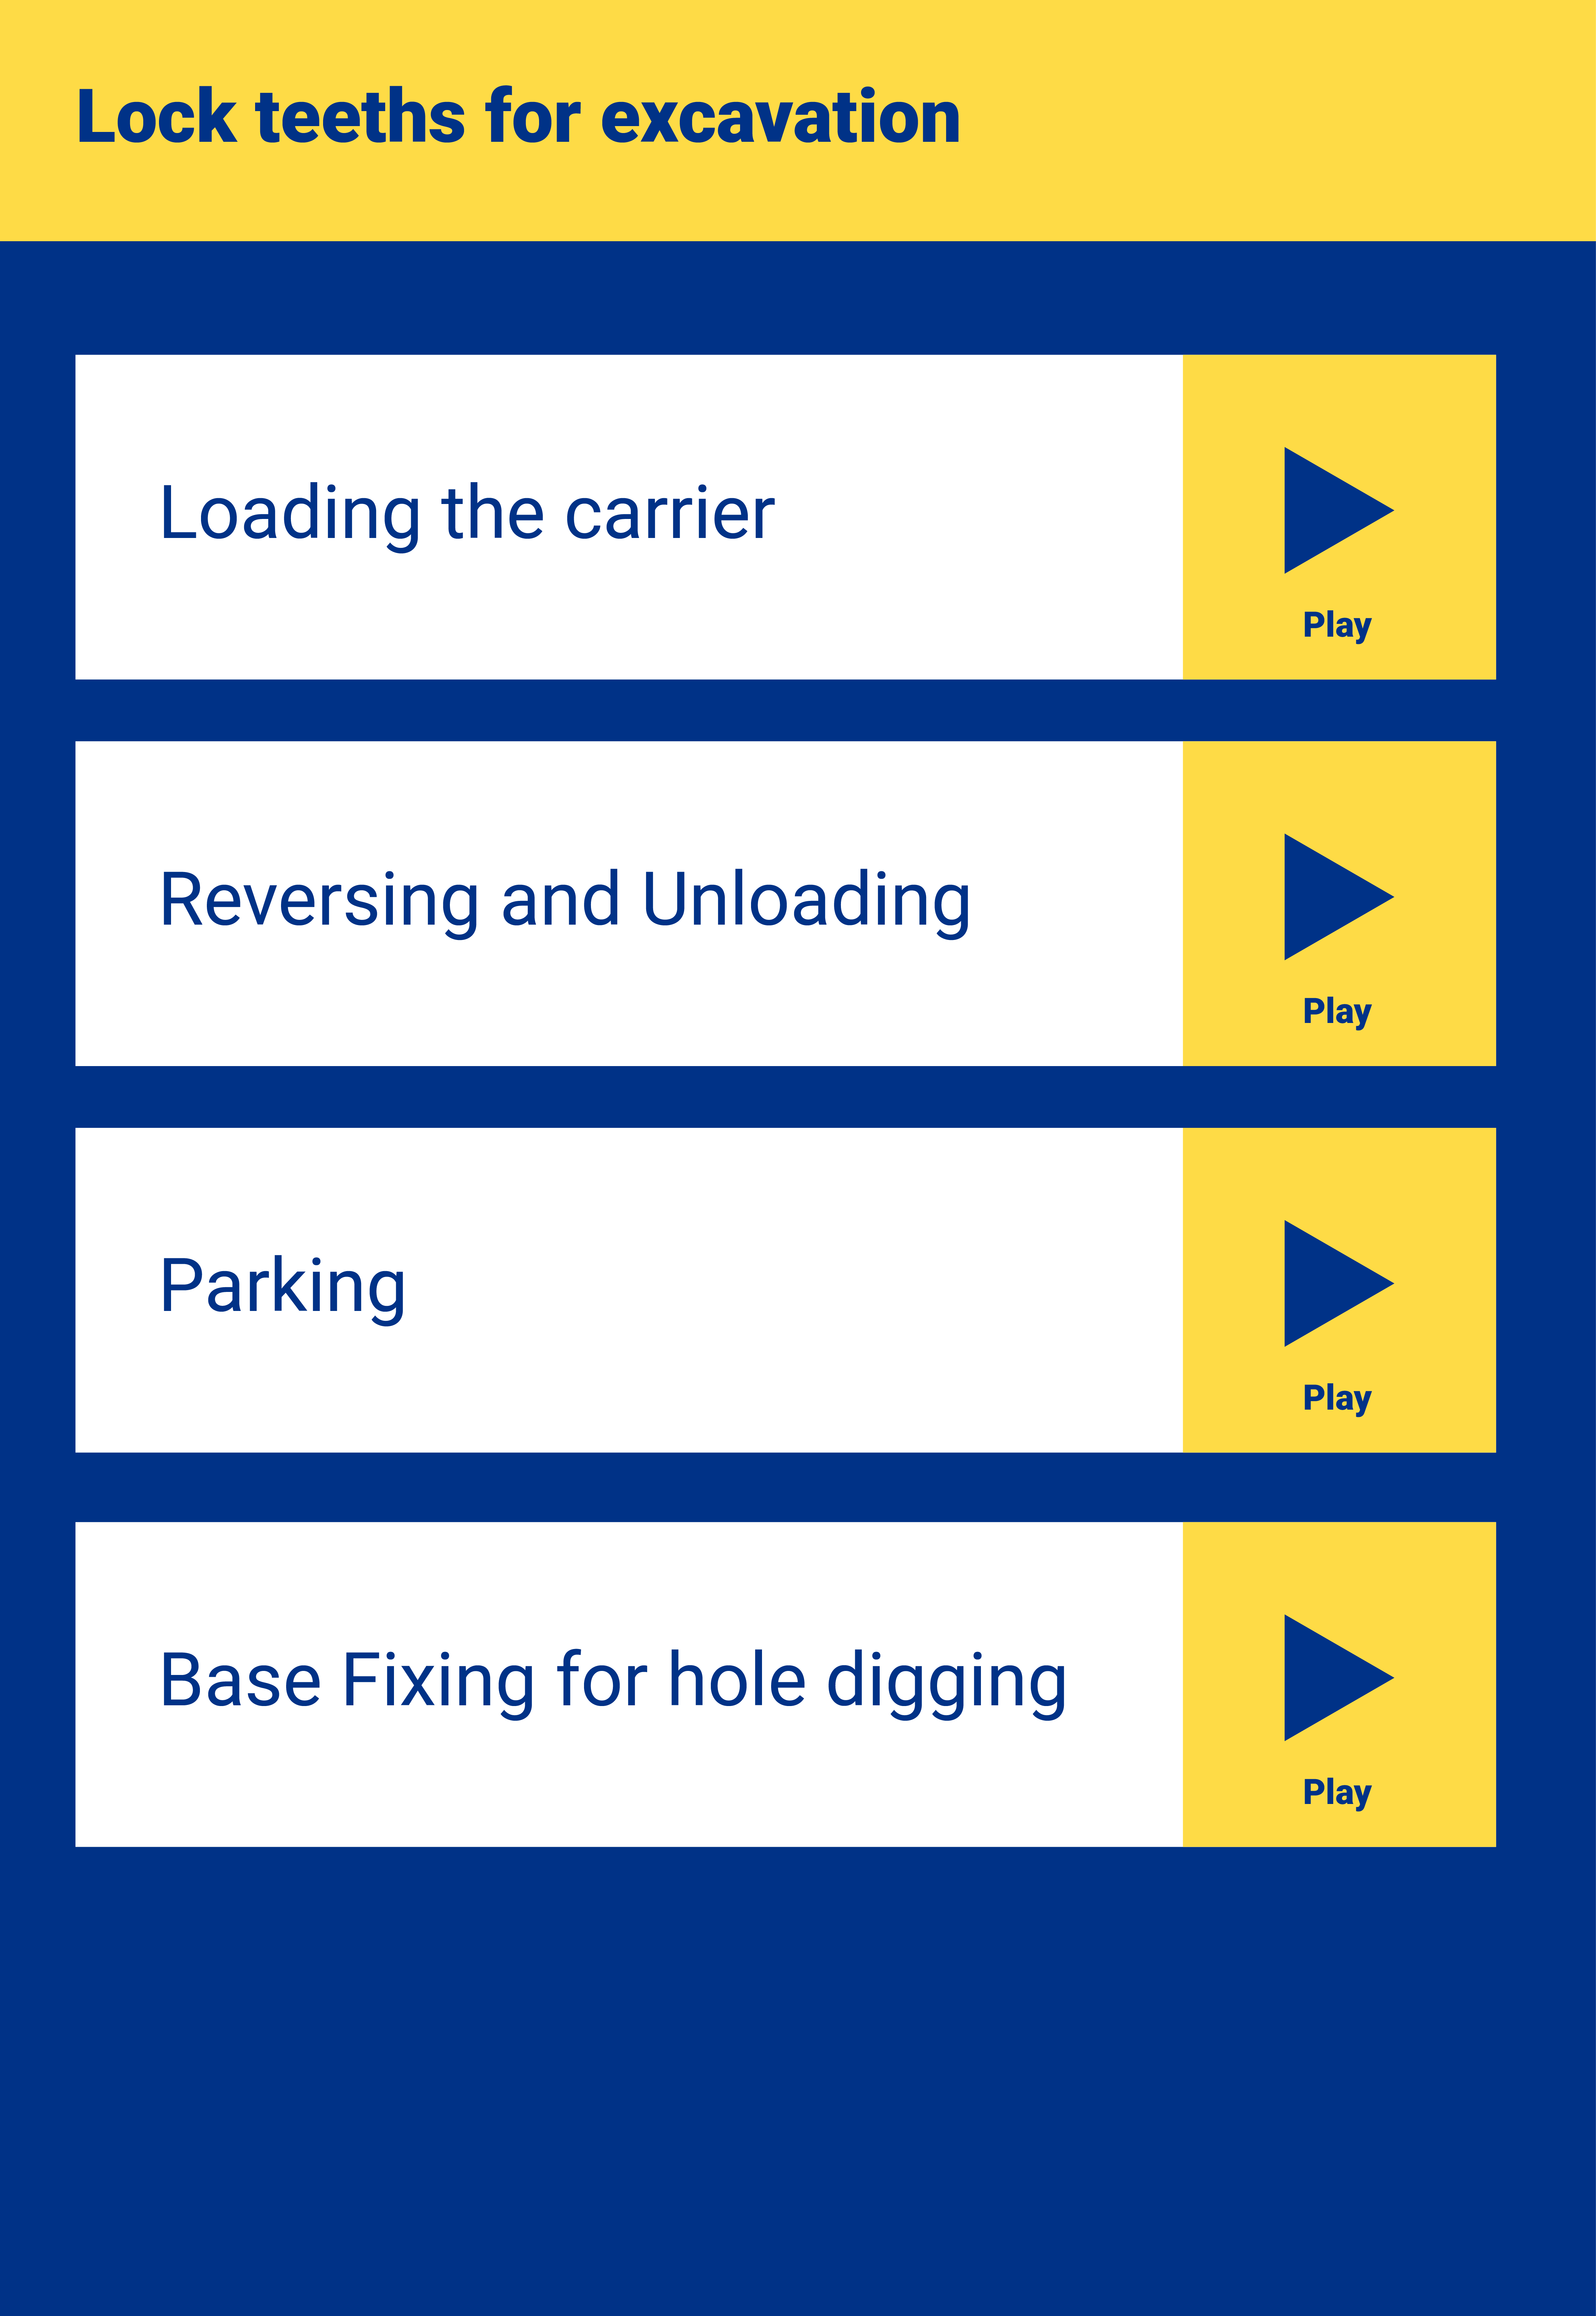 Lock teeths for excavation
Loading the carrier
Play
Reversing and Unloading
Play
Parking
Play
Base Fixing for hole digging
Play